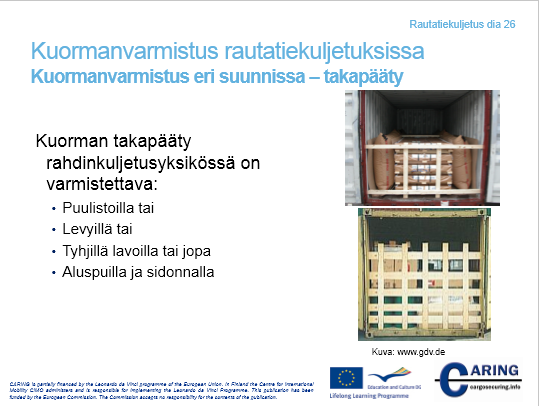 Rautatiekuljetus dia 26
Kuormanvarmistus rautatiekuljetuksissa
Kuormanvarmistus eri suunnissa – takapääty
Kuorman takapääty
rahdinkuljetusyksikössä on
varmistettava:
• Puulistoilla tai
• Levyillä tai
• Tyhjillä lavoilla tai jopa
• Aluspuilla ja sidonnalla
Kuva: www.gdv.de
CARING is partially financed by the Leonardo da Vinci programme of the European Union. In Finland the Centre for International
Mobility CIMO administers and is responsible for implementing the Leonardo da Vinci Programme. This publication has been
funded by the European Commission. The Commission accepts no responsibility for the contents of the publication.
Education and Culture DG
Lifelong Learning Programme
CARING
cargosecuring.info